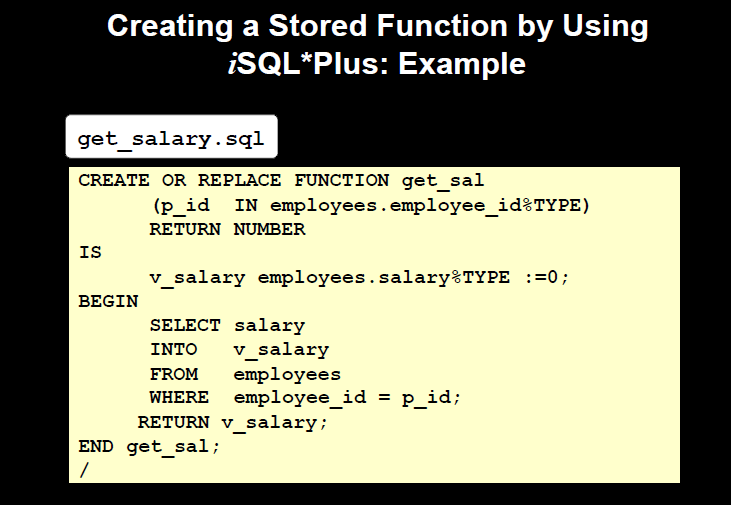 Creating a Stored Function by Using
iSQL*Plus: Example
get_salary.sql
CREATE OR REPLACE FUNCTION get_sal
(p_id IN employees.employee_id%TYPE)
RETURN NUMBER
IS
v_salary employees.salary%TYPE :=0;
BEGIN
SELECT salary
INTO v_salary
FROM employees
WHERE employee_id = p_id;
RETURN v_salary;
END get_sal;
/